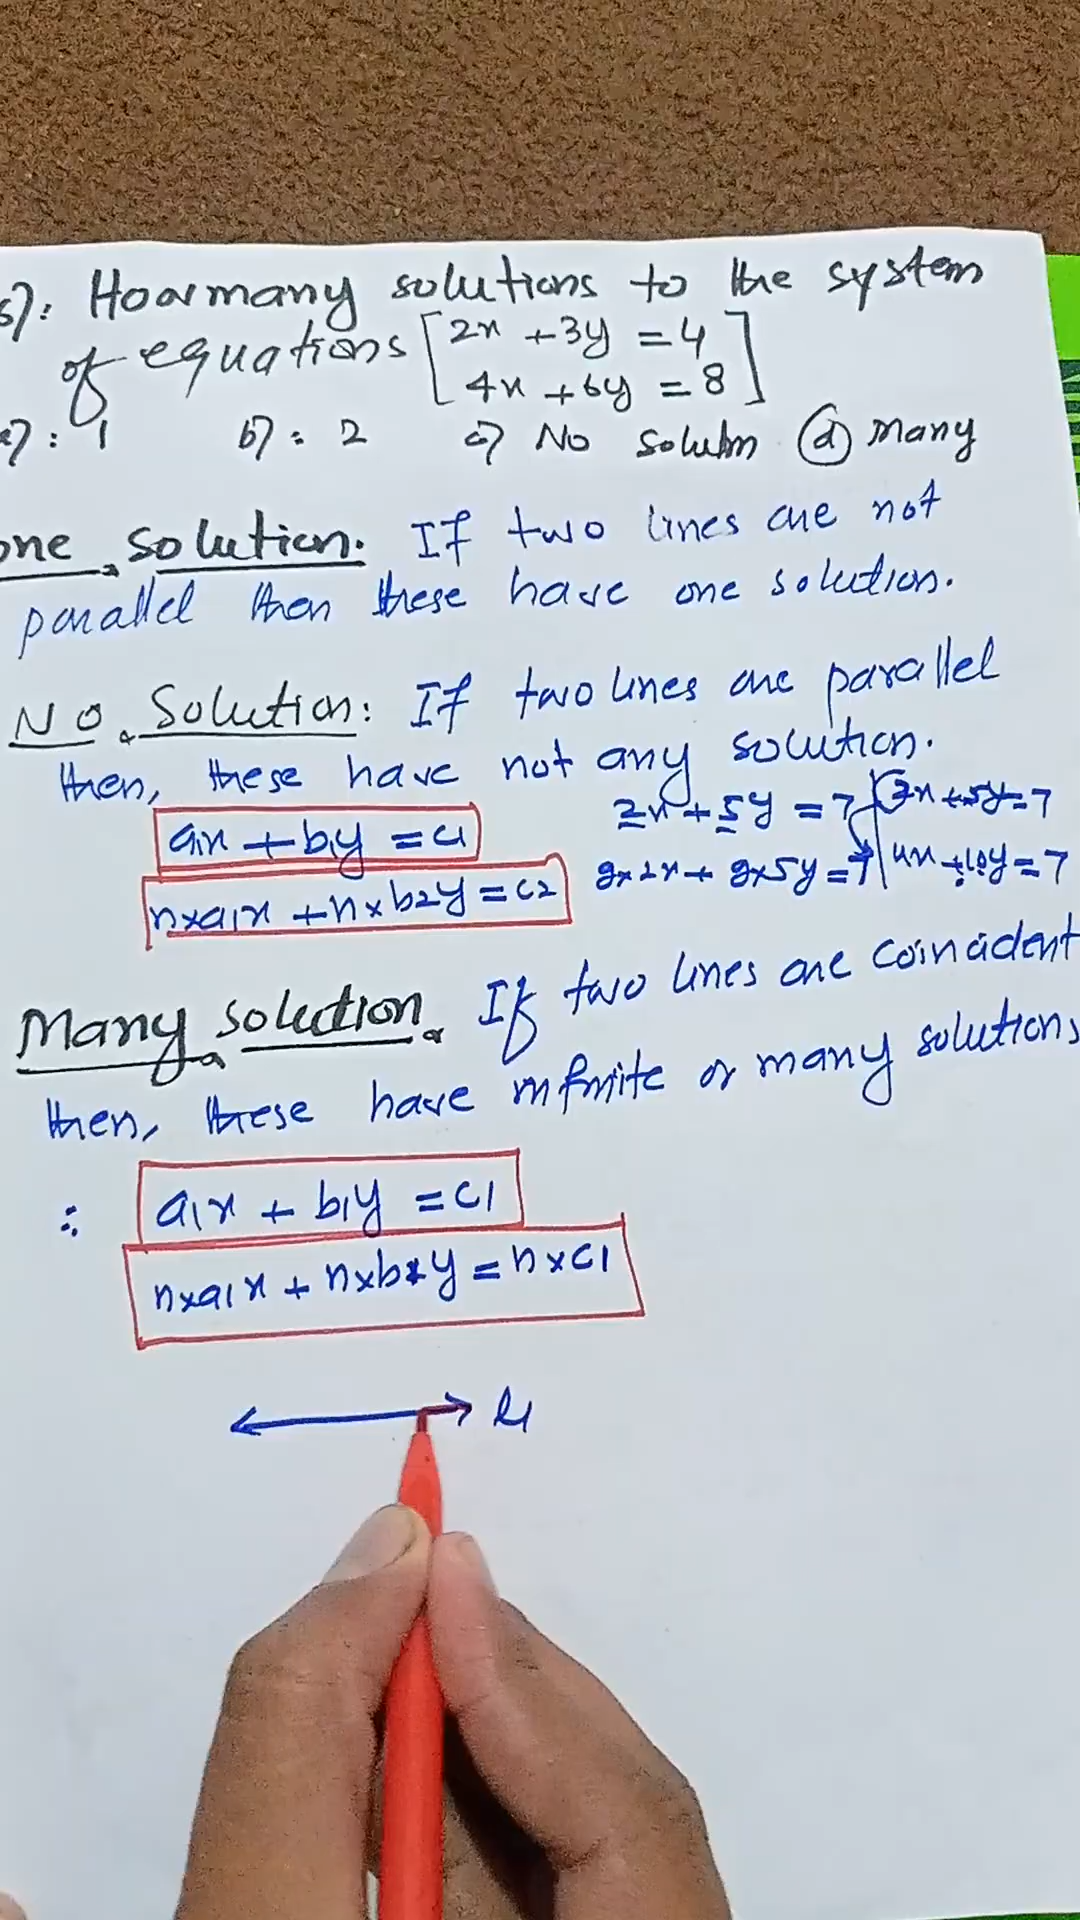 5): How many solutions to the system
of equations [2x + 3y = 4
4x + 6y = 8]
a): 1 b): 2 c) No solutn (d) Many
one solution. If two lines are not
parallel then these have one solution.
No Solution: If two lines are parallel
then, these have not any solution.
a1x + b1y = c1
n×a1x + n×b2y = c2
2x + 5y = 7
2×2x + 2×5y = 7
2x + 5y = 7
4x + 10y = 7
Many solution. If two lines are coincident
then, these have infinite or many solutions
∴ a1x + b1y = c1
n×a1x + n×b1y = n×c1
l1